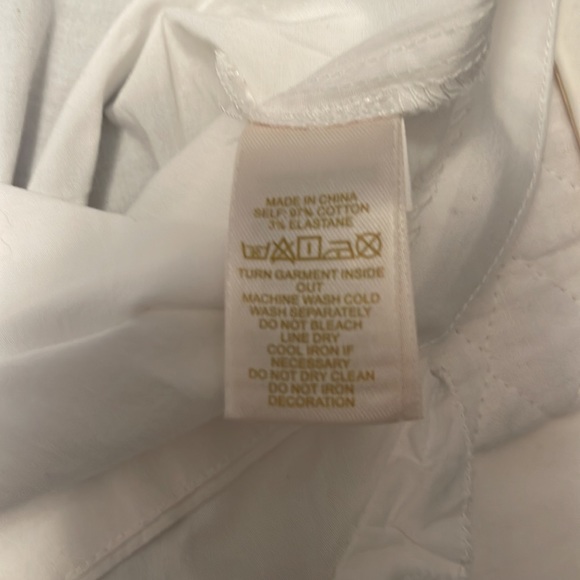 MADE IN CHINA
SELF: 97% COTTON
3% ELASTANE
TURN GARMENT INSIDE
OUT
MACHINE WASH COLD
WASH SEPARATELY
DO NOT BLEACH
LINE DRY
COOL IRON IF
NECESSARY
DO NOT DRY CLEAN
DO NOT IRON
DECORATION